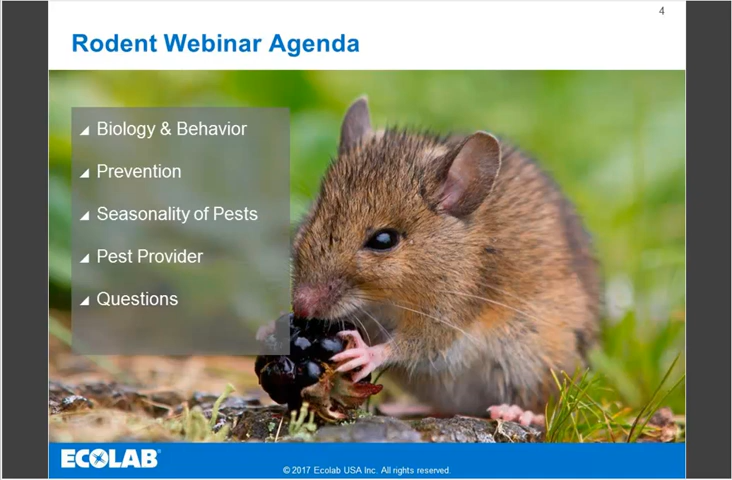 4
Rodent Webinar Agenda
Biology & Behavior
Prevention
Seasonality of Pests
Pest Provider
Questions
ECOLAB®
© 2017 Ecolab USA Inc. All rights reserved.